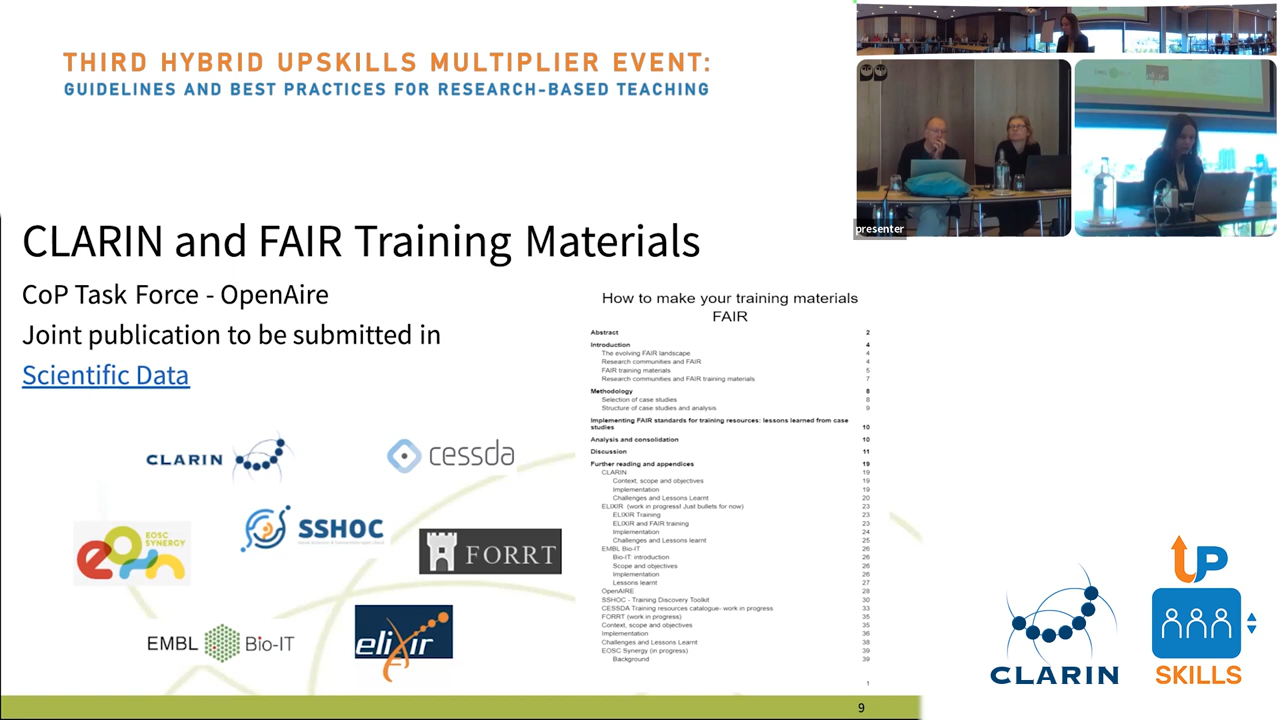 THIRD HYBRID UPSKILLS MULTIPLIER EVENT:
GUIDELINES AND BEST PRACTICES FOR RESEARCH-BASED TEACHING
presenter
CLARIN and FAIR Training Materials
CoP Task Force - OpenAire
Joint publication to be submitted in
Scientific Data
CLARIN
cessda
EOSC
SYNERGY
SSHOC
FORRT
EMBL Bio-IT
elixir
How to make your training materials
FAIR
Abstract 2
Introduction 4
The evolving FAIR landscape 4
Research communities and FAIR 4
FAIR training materials 5
Research communities and FAIR training materials 7
Methodology 8
Selection of case studies 8
Structure of case studies and analysis 9
Implementing FAIR standards for training resources: lessons learned from case
studies 10
Analysis and consolidation 10
Discussion 11
Further reading and appendices 19
CLARIN 19
Context, scope and objectives 19
Implementation 19
Challenges and Lessons Learnt 20
ELIXIR (work in progress! Just bullets for now) 23
ELIXIR Training 23
ELIXIR and FAIR training 23
Implementation 24
Challenges and Lessons learnt 25
EMBL Bio-IT 26
Bio-IT: introduction 26
Scope and objectives 26
Implementation 26
Lessons learnt 27
OpenAIRE 28
SSHOC - Training Discovery Toolkit 30
CESSDA Training resources catalogue- work in progress 33
FORRT (work in progress) 35
Context, scope and objectives 35
Implementation 36
Challenges and Lessons Learnt 38
EOSC Synergy (in progress) 39
Background 39
1
9
CLARIN
UP
SKILLS